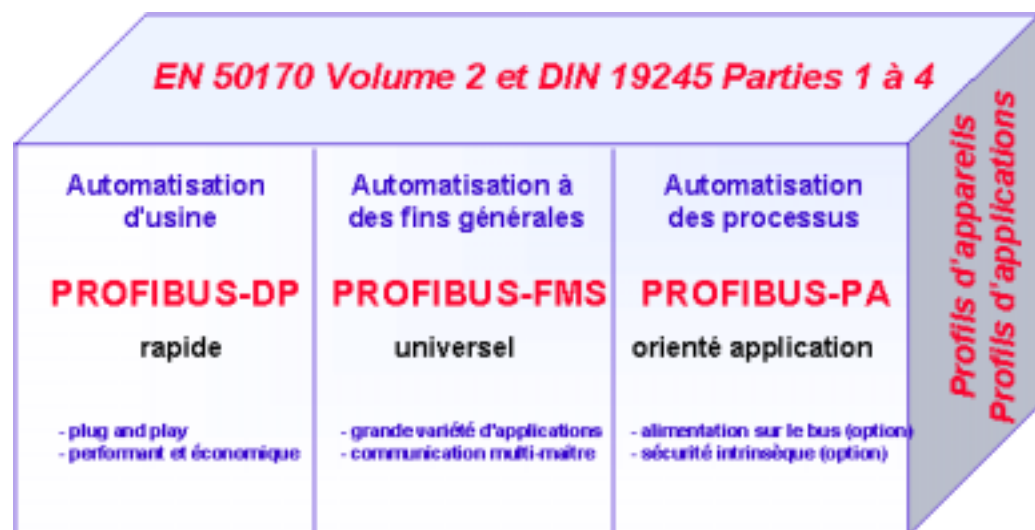 EN 50170 Volume 2 et DIN 19245 Parties 1 à 4
Automatisation
d'usine
PROFIBUS-DP
rapide
- plug and play
- performant et économique
Automatisation à
des fins générales
PROFIBUS-FMS
universel
- grande variété d'applications
- communication multi-maître
Automatisation
des processus
PROFIBUS-PA
orienté application
- alimentation sur le bus (option)
- sécurité intrinsèque (option)
Profils d'appareils
Profils d'applications